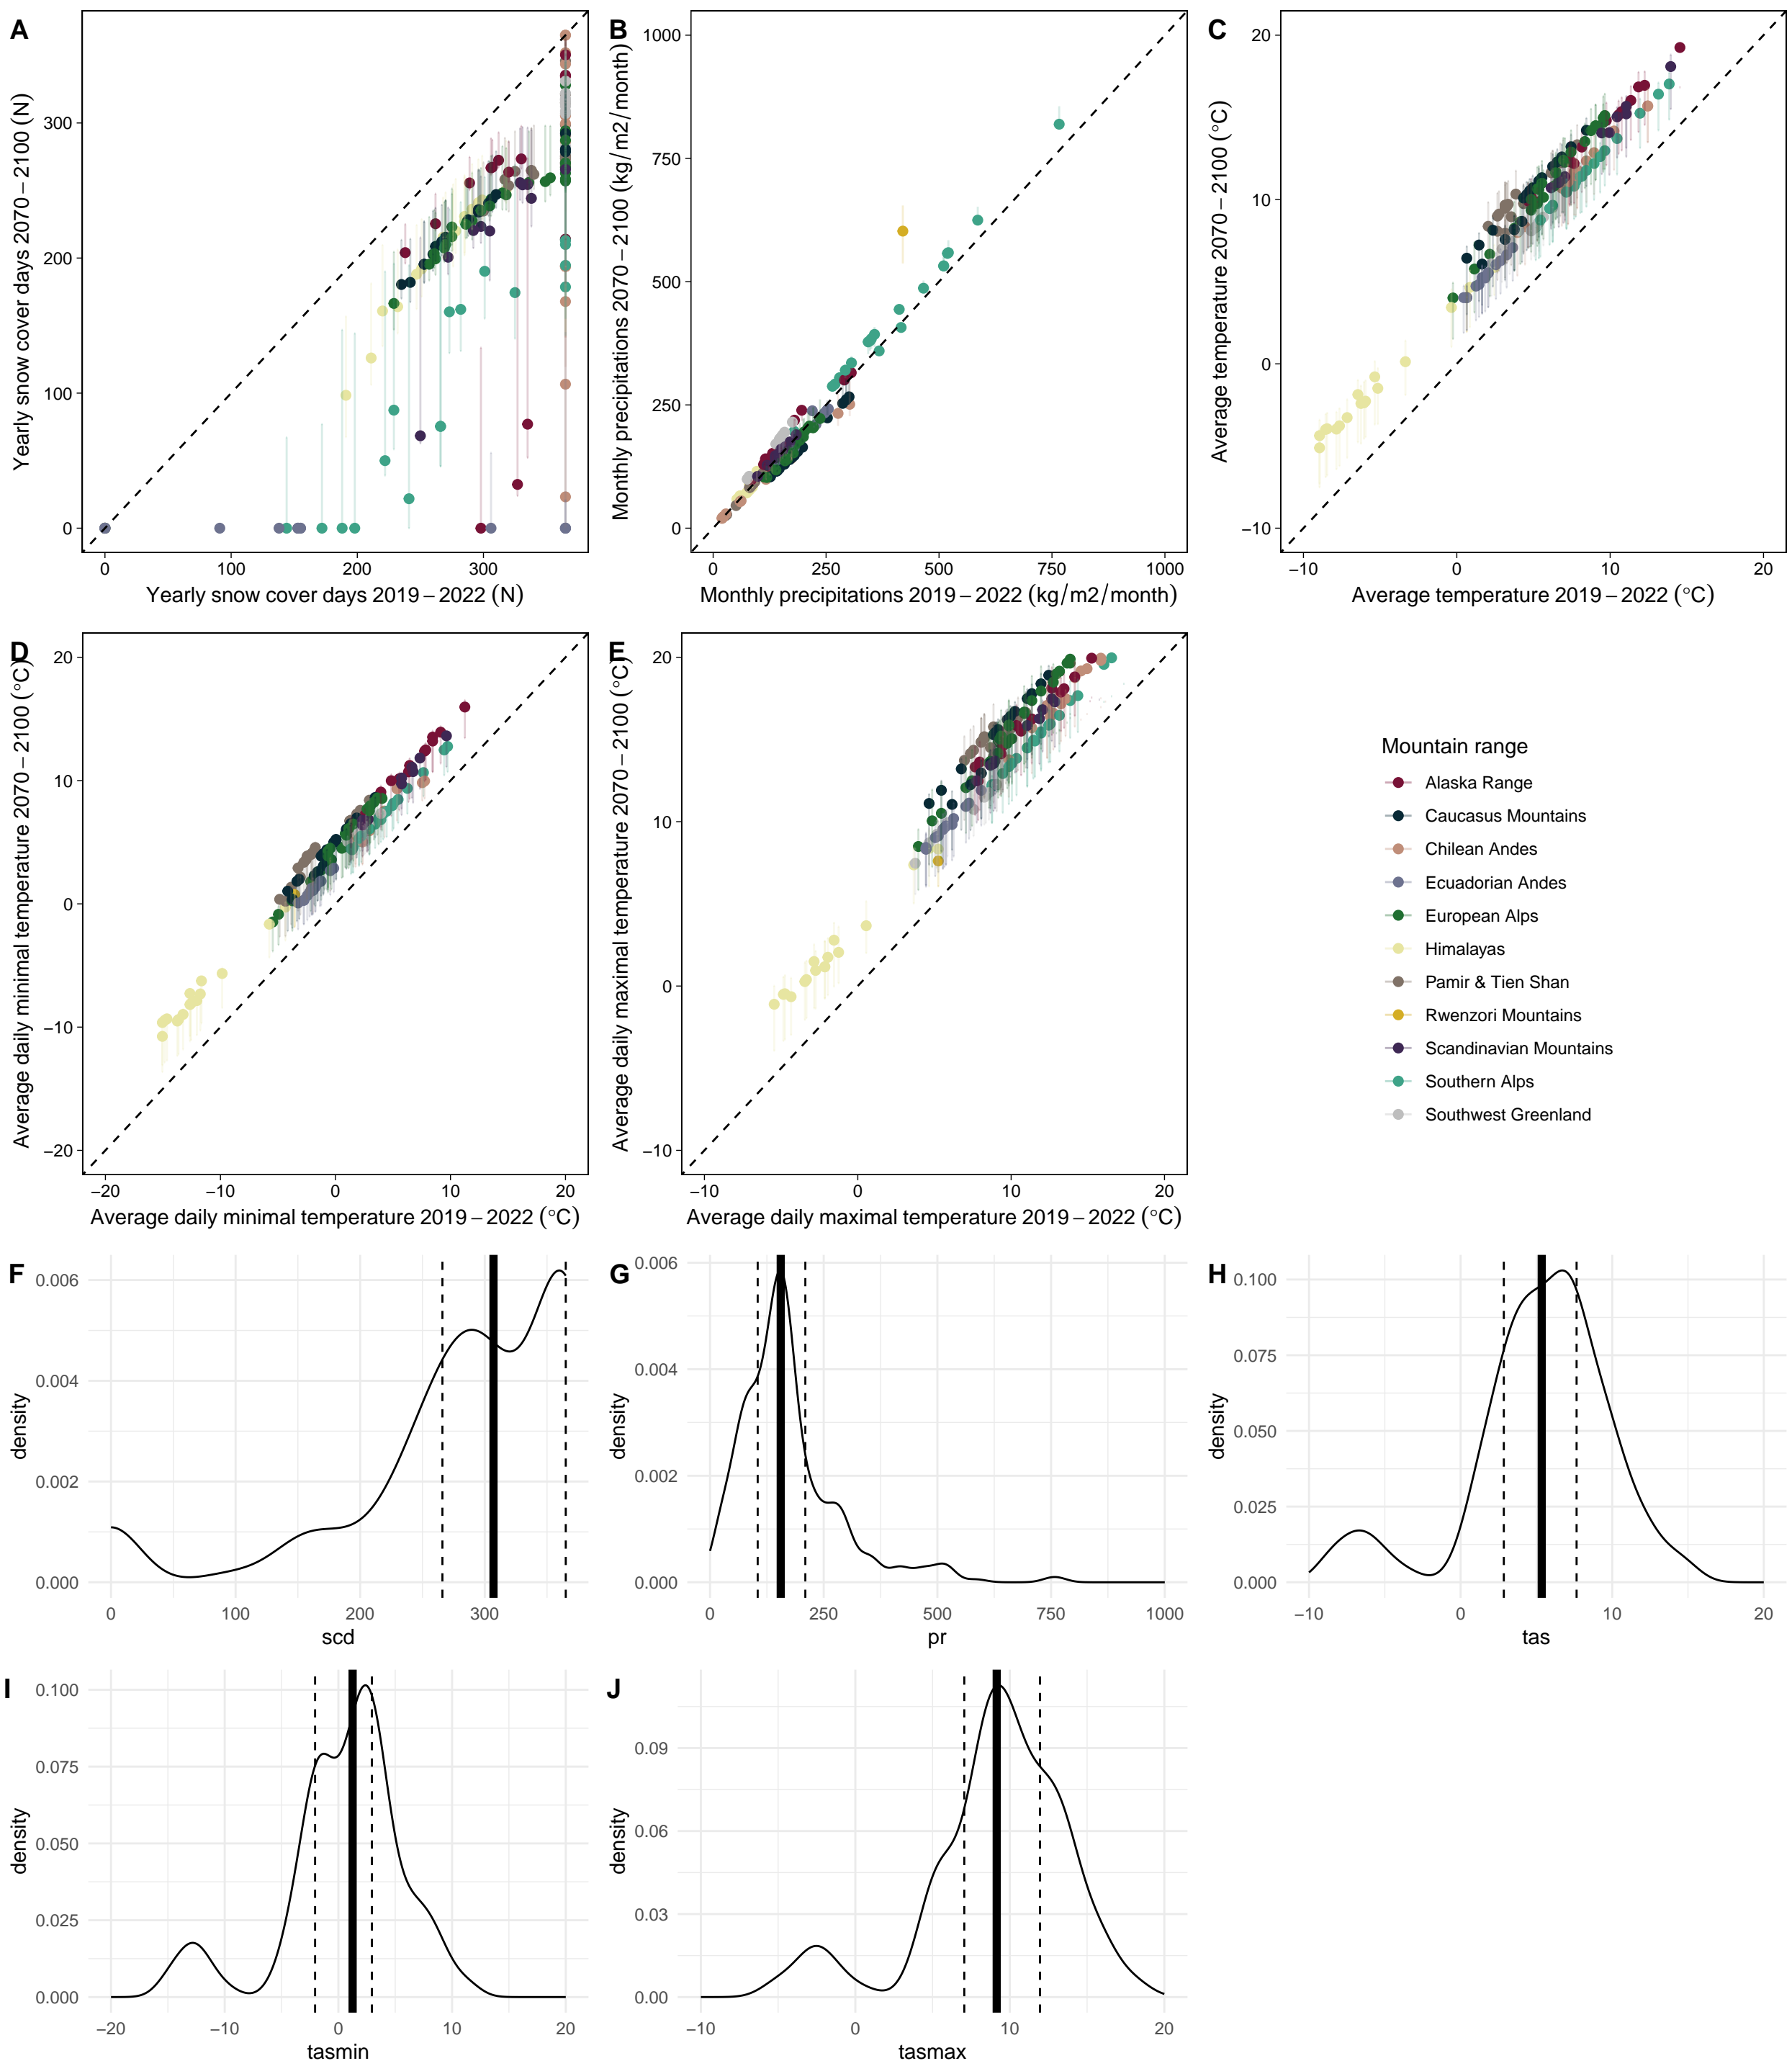 A
Yearly snow cover days 2070 – 2100 (N)
300
200
100
0
0 100 200 300
Yearly snow cover days 2019 – 2022 (N)
B
Monthly precipitations 2070 – 2100 (kg/m2/month)
1000
750
500
250
0
0 250 500 750 1000
Monthly precipitations 2019 – 2022 (kg/m2/month)
C
Average temperature 2070 – 2100 (°C)
20
10
0
−10
−10 0 10 20
Average temperature 2019 – 2022 (°C)
D
Average daily minimal temperature 2070 – 2100 (°C)
20
10
0
−10
−20
−20 −10 0 10 20
Average daily minimal temperature 2019 – 2022 (°C)
E
Average daily maximal temperature 2070 – 2100 (°C)
20
10
0
−10
−10 0 10 20
Average daily maximal temperature 2019 – 2022 (°C)
Mountain range
Alaska Range
Caucasus Mountains
Chilean Andes
Ecuadorian Andes
European Alps
Himalayas
Pamir & Tien Shan
Rwenzori Mountains
Scandinavian Mountains
Southern Alps
Southwest Greenland
F
density
0.006
0.004
0.002
0.000
0 100 200 300
scd
G
density
0.006
0.004
0.002
0.000
0 250 500 750 1000
pr
H
density
0.100
0.075
0.050
0.025
0.000
−10 0 10 20
tas
I
density
0.100
0.075
0.050
0.025
0.000
−20 −10 0 10 20
tasmin
J
density
0.09
0.06
0.03
0.00
−10 0 10 20
tasmax